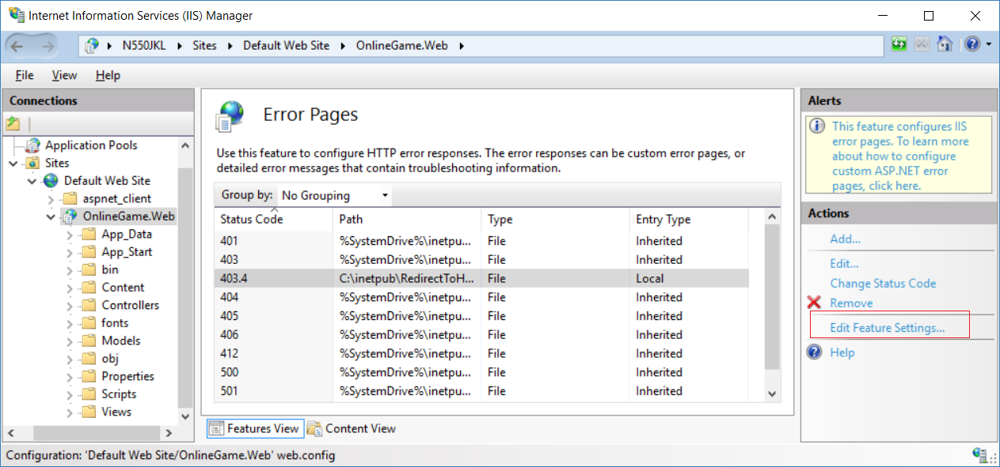 Internet Information Services (IIS) Manager
N550JKL Sites Default Web Site OnlineGame.Web
File View Help
Connections
Application Pools
Sites
Default Web Site
aspnet_client
OnlineGame.Web
App_Data
App_Start
bin
Content
Controllers
fonts
Models
obj
Properties
Scripts
Views
Error Pages
Use this feature to configure HTTP error responses. The error responses can be custom error pages, or
detailed error messages that contain troubleshooting information.
Group by: No Grouping
Status Code Path Type Entry Type
401 %SystemDrive%\inetpu... File Inherited
403 %SystemDrive%\inetpu... File Inherited
403.4 C:\inetpub\RedirectToH... File Local
404 %SystemDrive%\inetpu... File Inherited
405 %SystemDrive%\inetpu... File Inherited
406 %SystemDrive%\inetpu... File Inherited
412 %SystemDrive%\inetpu... File Inherited
500 %SystemDrive%\inetpu... File Inherited
501 %SystemDrive%\inetpu... File Inherited
Features View Content View
Alerts
This feature configures IIS
error pages. To learn more
about how to configure
custom ASP.NET error
pages, click here.
Actions
Add...
Edit...
Change Status Code
Remove
Edit Feature Settings...
Help
Configuration: 'Default Web Site/OnlineGame.Web' web.config